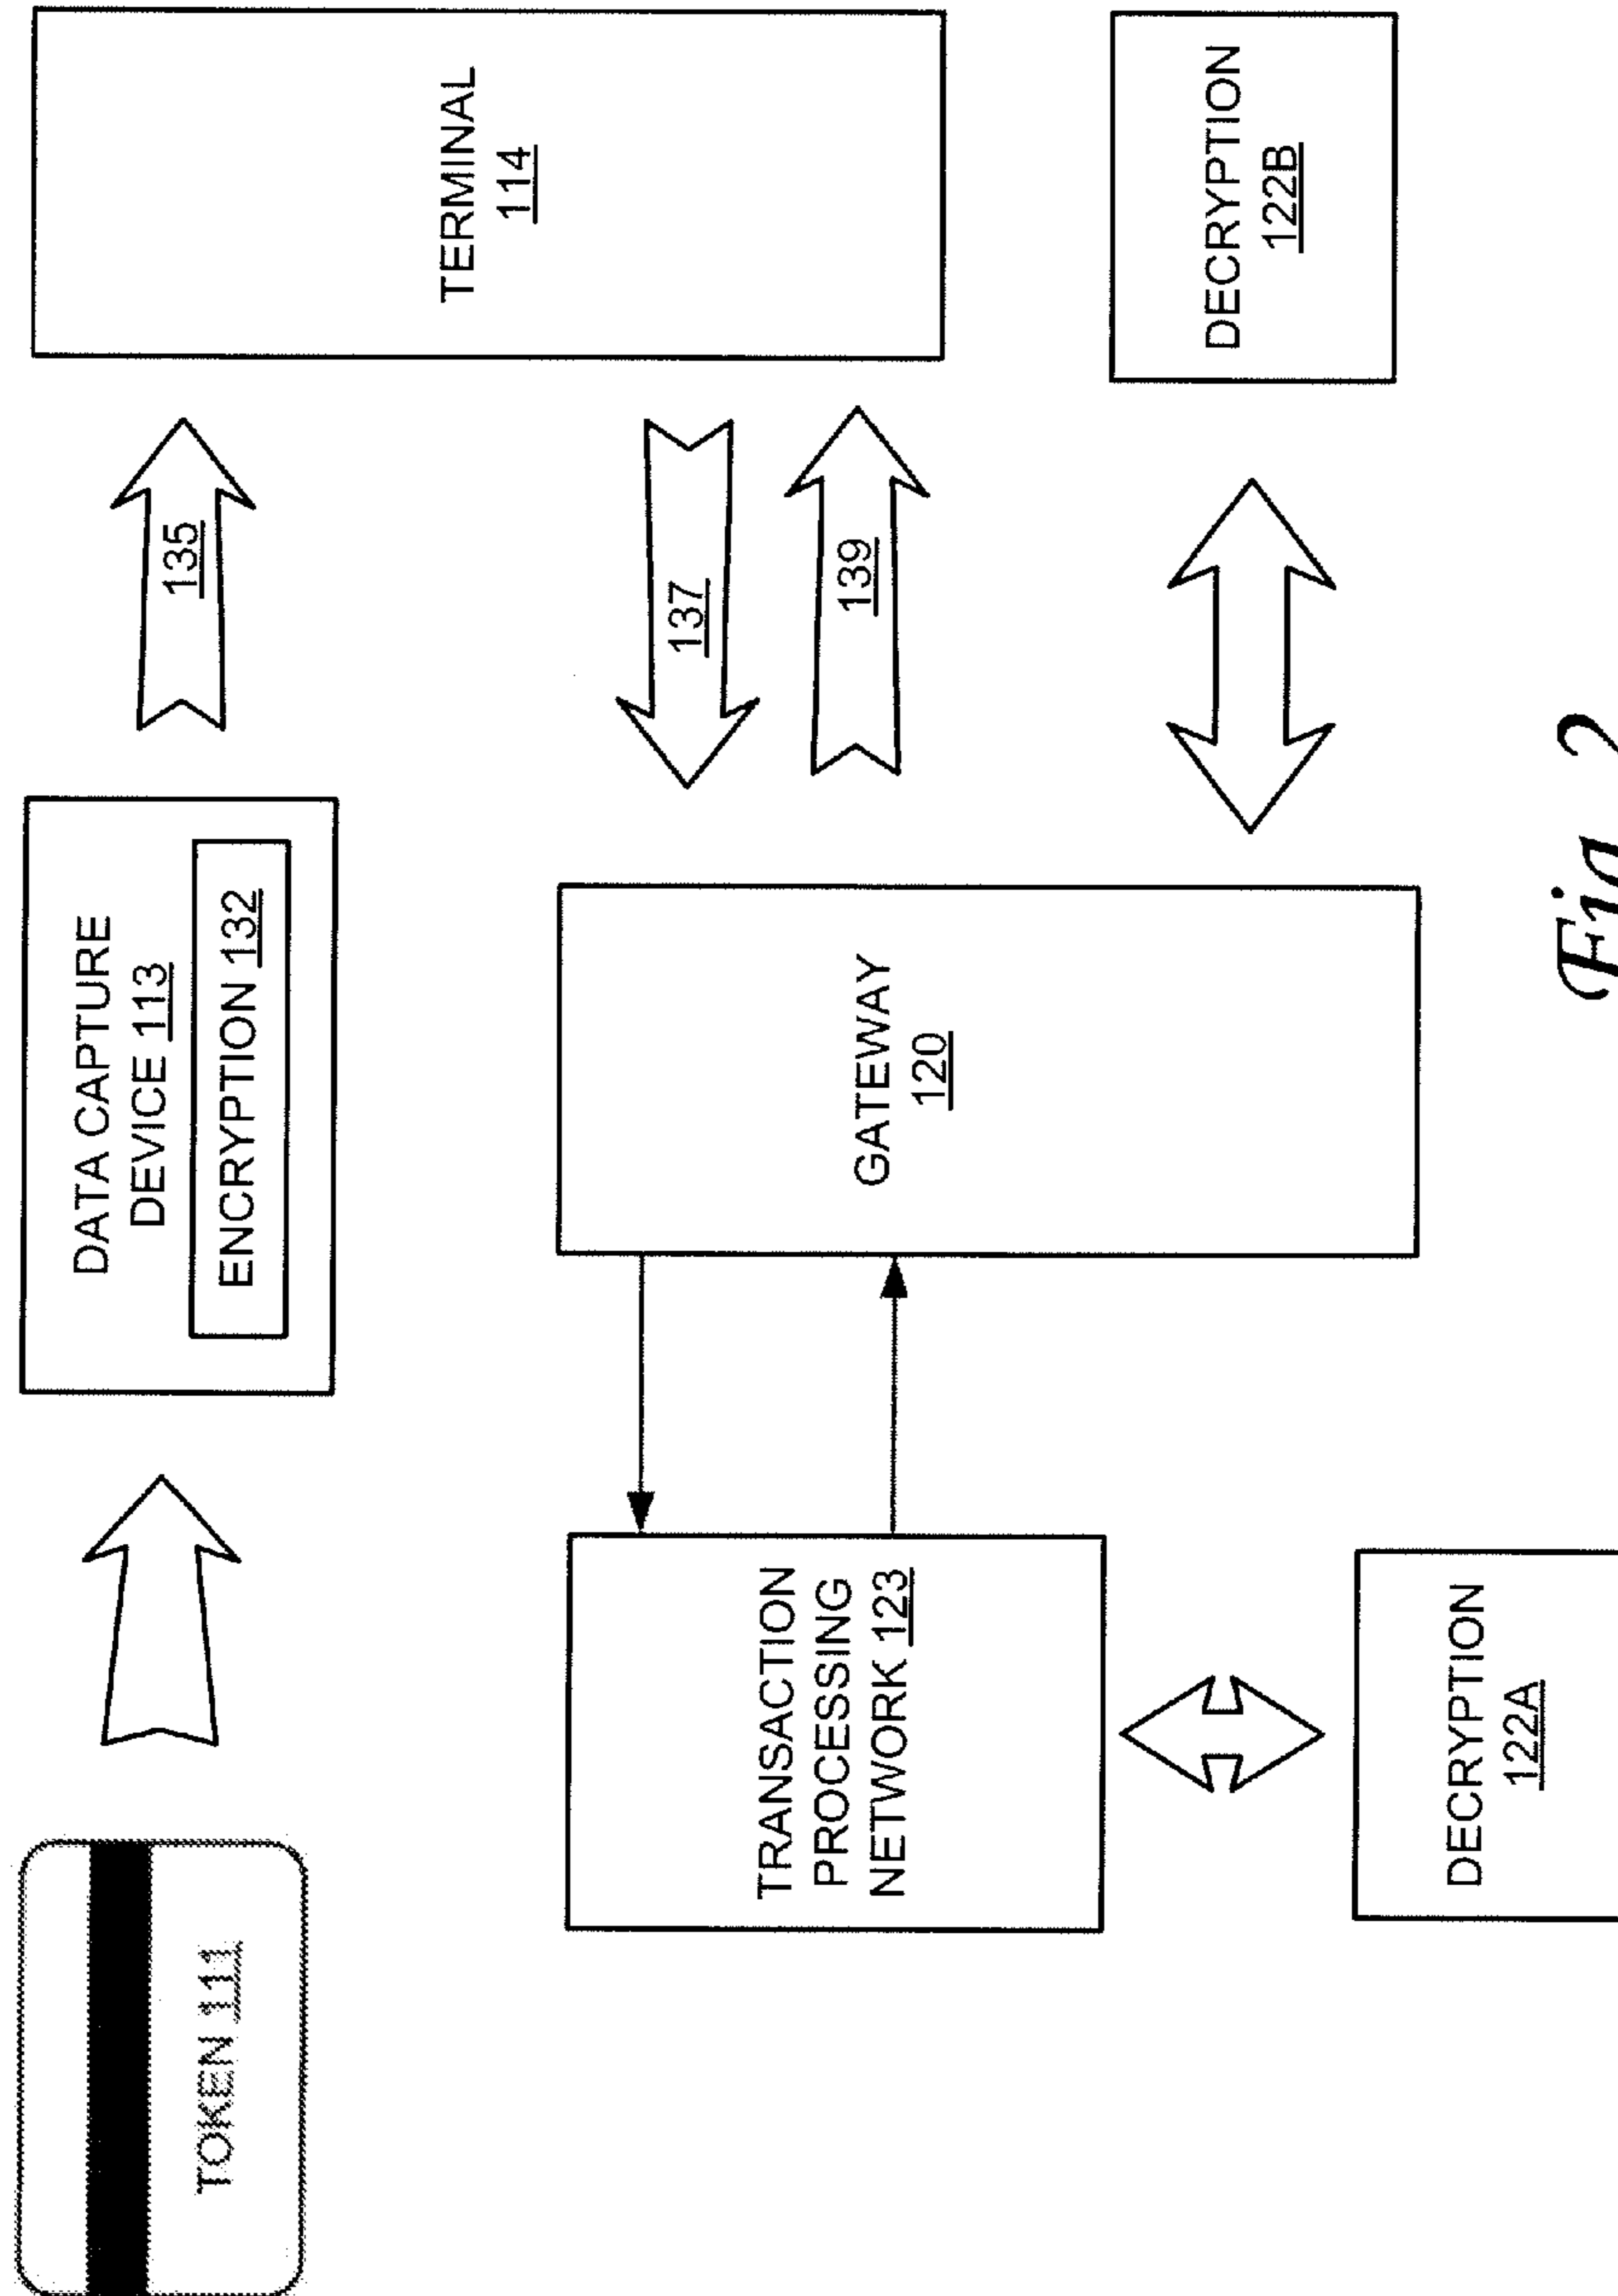 TOKEN 111
DATA CAPTURE
DEVICE 113
ENCRYPTION 132
135
TERMINAL
114
TRANSACTION
PROCESSING
NETWORK 123
GATEWAY
120
137
139
DECRYPTION
122A
DECRYPTION
122B
Fig. 2